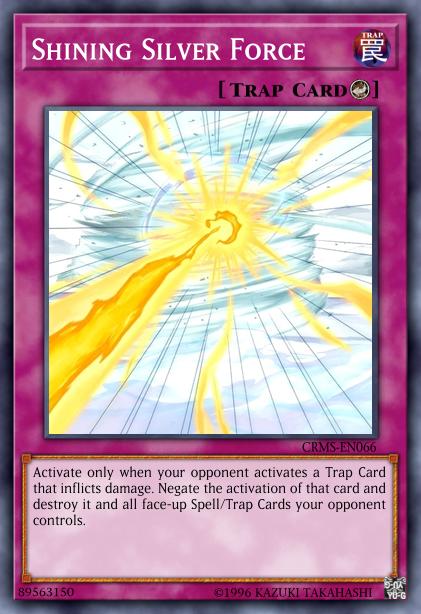 Shining Silver Force
TRAP
罠
[Trap Card]
CRMS-EN066
Activate only when your opponent activates a Trap Card
that inflicts damage. Negate the activation of that card and
destroy it and all face-up Spell/Trap Cards your opponent
controls.
89563150
©1996 KAZUKI TAKAHASHI